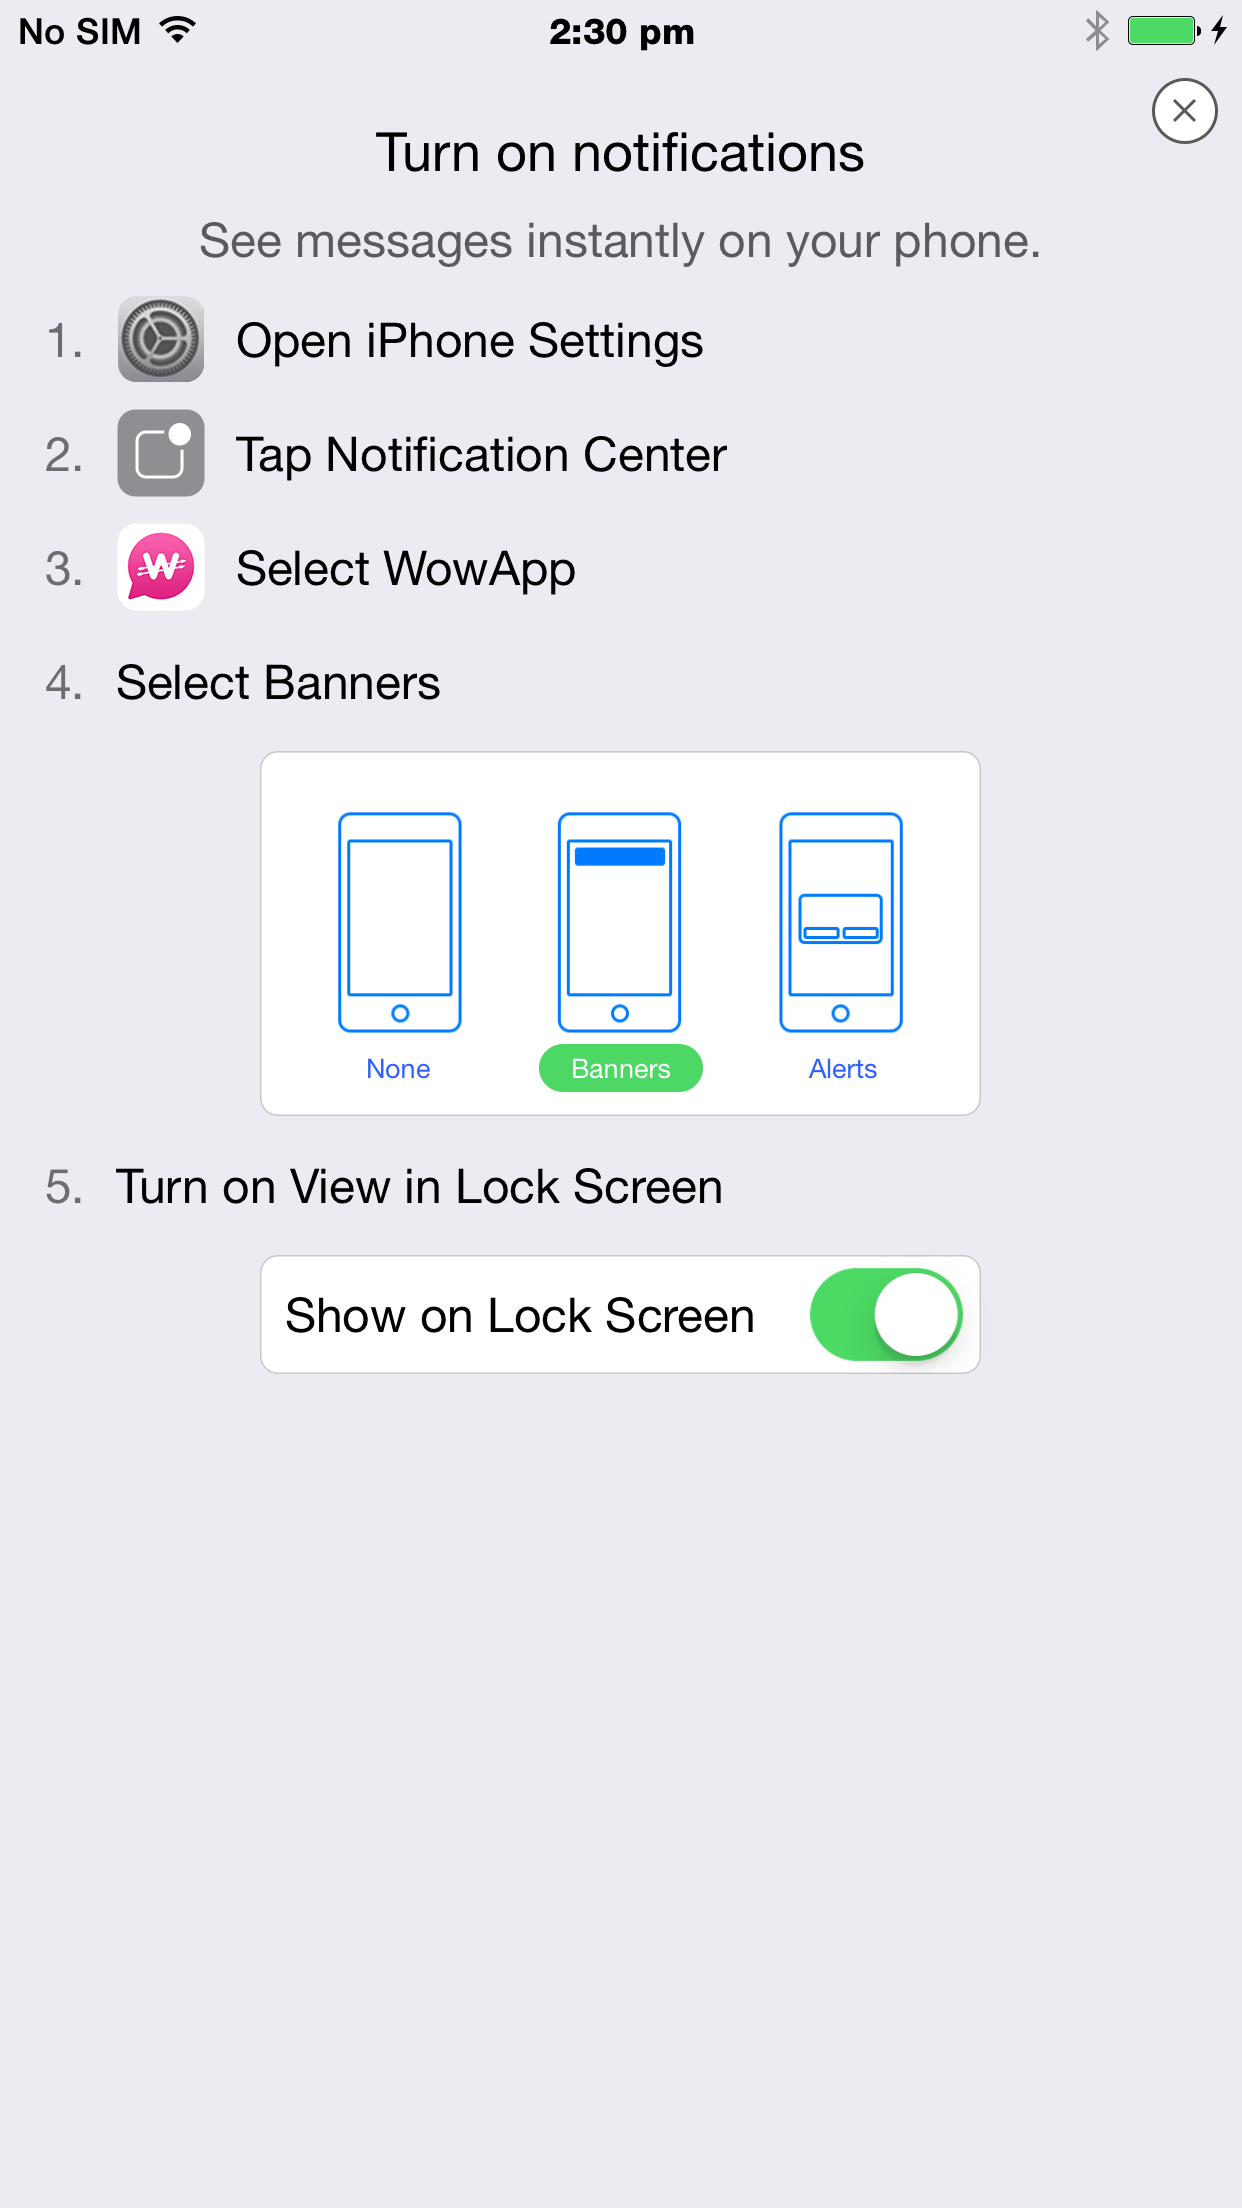 No SIM 2:30 pm
Turn on notifications
See messages instantly on your phone.
1. Open iPhone Settings
2. Tap Notification Center
3. W Select WowApp
4. Select Banners
None Banners Alerts
5. Turn on View in Lock Screen
Show on Lock Screen